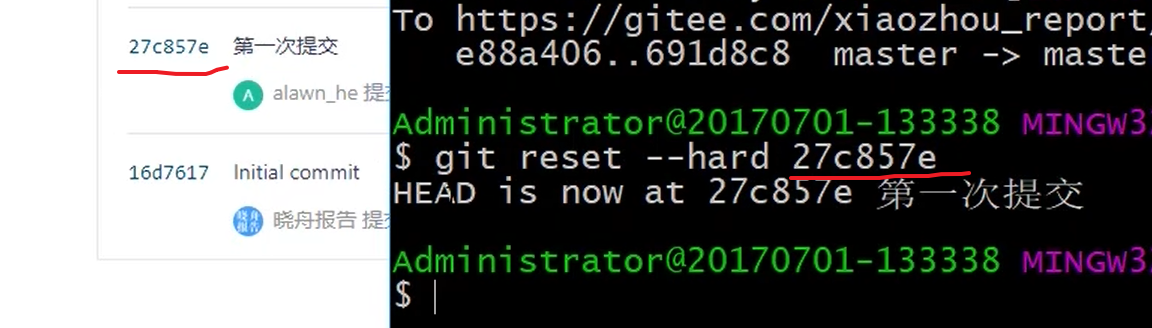 27c857e 第一次提交
alawn_he 提交
16d7617 Initial commit
晓舟报告
晓舟报告 提交
To https://gitee.com/xiaozhou_report/
e88a406..691d8c8 master -> maste
Administrator@20170701-133338 MINGW3
$ git reset --hard 27c857e
HEAD is now at 27c857e 第一次提交
Administrator@20170701-133338 MINGW3
$